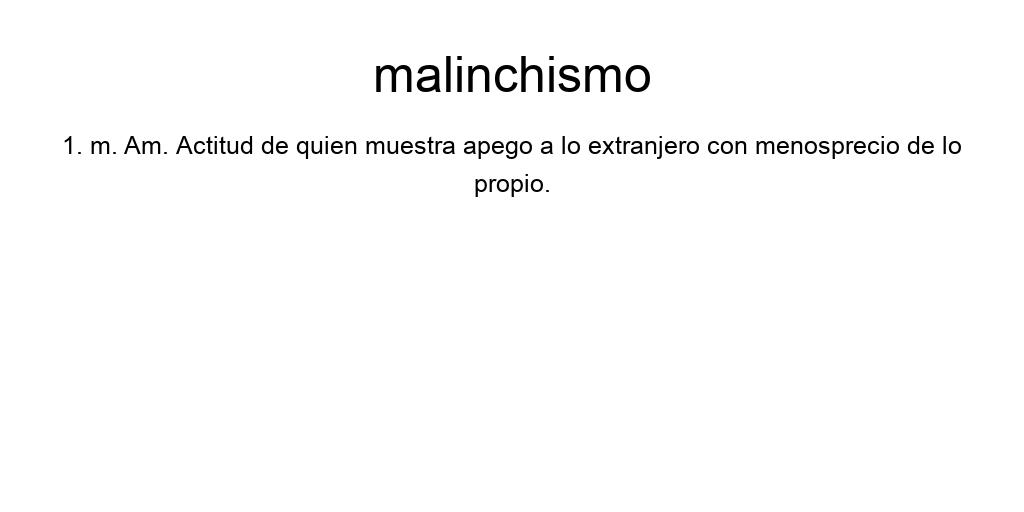 malinchismo
1. m. Am. Actitud de quien muestra apego a lo extranjero con menosprecio de lo
propio.